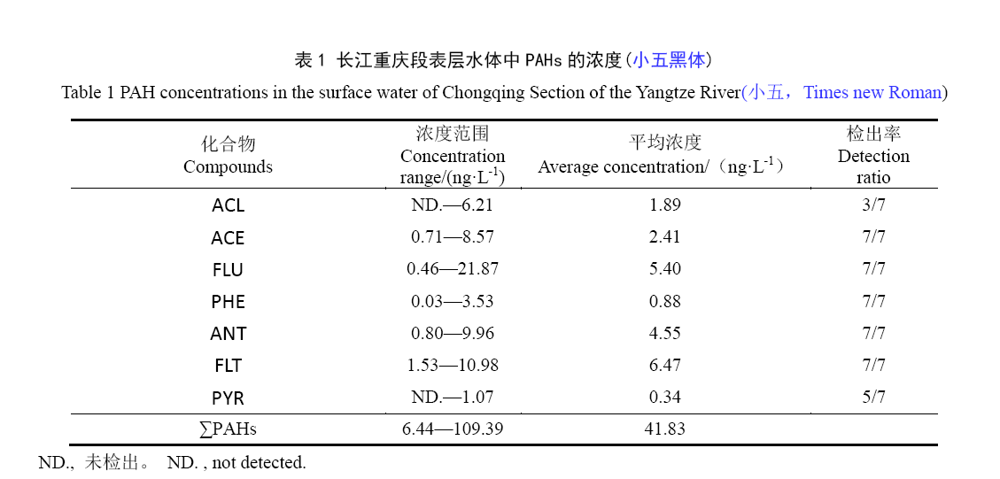 表 1 长江重庆段表层水体中 PAHs 的浓度(小五黑体)
Table 1 PAH concentrations in the surface water of Chongqing Section of the Yangtze River(小五，Times new Roman)
化合物
Compounds
浓度范围
Concentration
range/(ng·L⁻¹)
平均浓度
Average concentration/（ng·L⁻¹）
检出率
Detection
ratio
ACL ND.—6.21 1.89 3/7
ACE 0.71—8.57 2.41 7/7
FLU 0.46—21.87 5.40 7/7
PHE 0.03—3.53 0.88 7/7
ANT 0.80—9.96 4.55 7/7
FLT 1.53—10.98 6.47 7/7
PYR ND.—1.07 0.34 5/7
∑PAHs 6.44—109.39 41.83
ND., 未检出。 ND. , not detected.